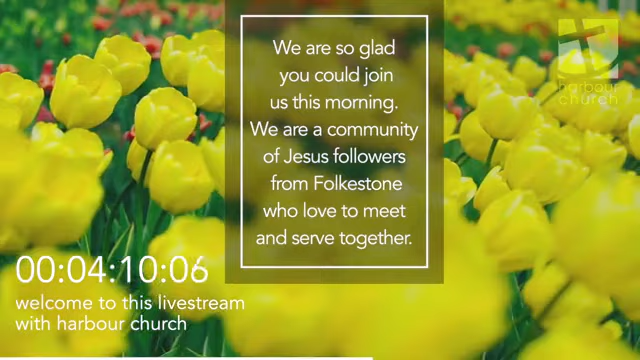 We are so glad
you could join
us this morning.
We are a community
of Jesus followers
from Folkestone
who love to meet
and serve together.
harbour
church
00:04:10:06
welcome to this livestream
with harbour church